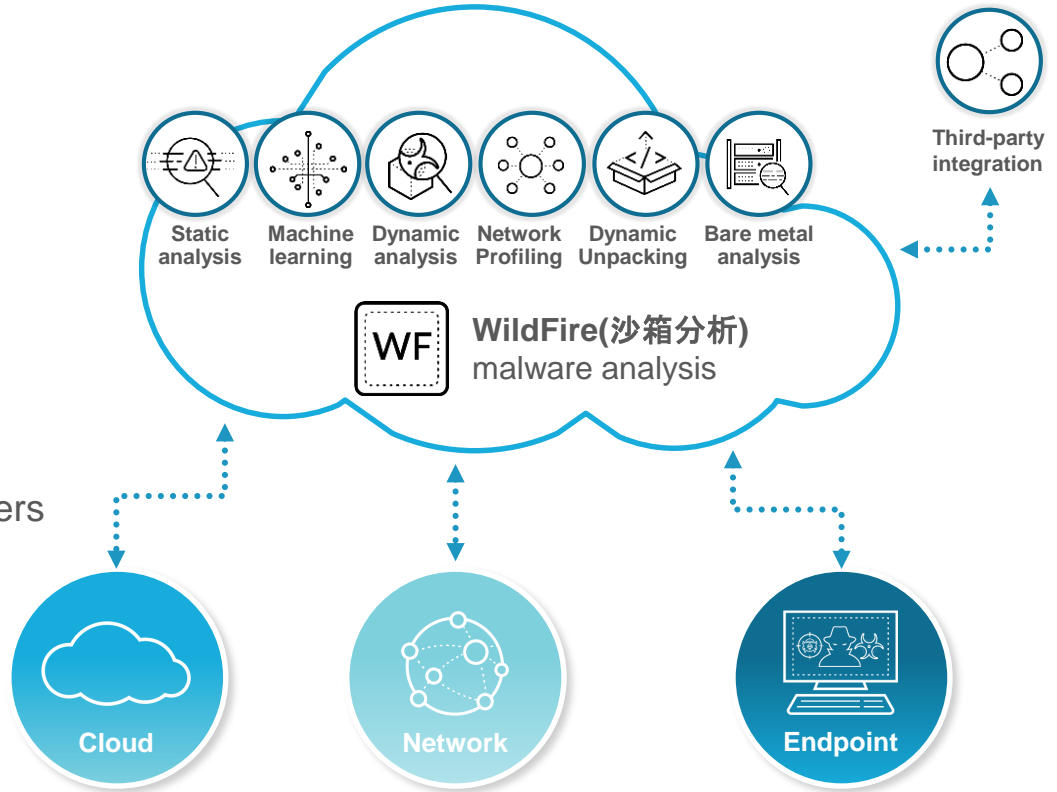 Third-party
integration
Static
analysis
Machine
learning
Dynamic
analysis
Network
Profiling
Dynamic
Unpacking
Bare metal
analysis
WF
WildFire(沙箱分析)
malware analysis
ers
Cloud
Network
Endpoint